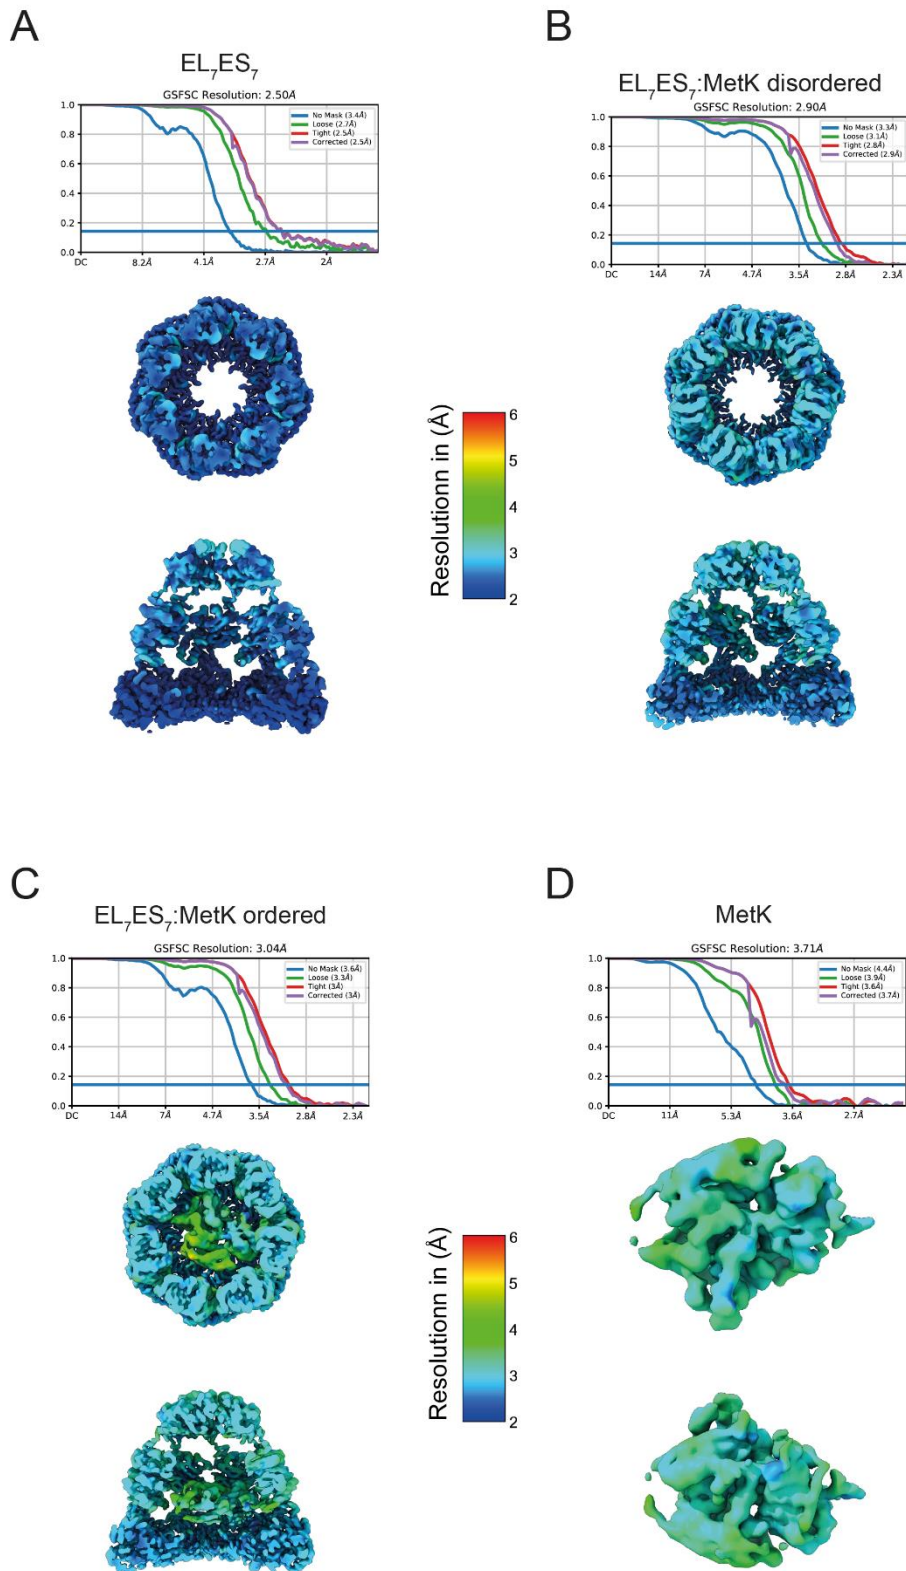 A
EL₇ES₇
GSFSC Resolution: 2.50Å
1.0
0.8
0.6
0.4
0.2
0.0
No Mask (3.4Å)
Loose (2.7Å)
Tight (2.5Å)
Corrected (2.5Å)
DC 8.2Å 4.1Å 2.7Å 2Å
B
EL₇ES₇:MetK disordered
GSFSC Resolution: 2.90Å
1.0
0.8
0.6
0.4
0.2
0.0
No Mask (3.3Å)
Loose (3.1Å)
Tight (2.8Å)
Corrected (2.9Å)
DC 14Å 7Å 4.7Å 3.5Å 2.8Å 2.3Å
Resolutionn in (Å)
6
5
4
3
2
C
EL₇ES₇:MetK ordered
GSFSC Resolution: 3.04Å
1.0
0.8
0.6
0.4
0.2
0.0
No Mask (3.6Å)
Loose (3.3Å)
Tight (3Å)
Corrected (3Å)
DC 14Å 7Å 4.7Å 3.5Å 2.8Å 2.3Å
D
MetK
GSFSC Resolution: 3.71Å
1.0
0.8
0.6
0.4
0.2
0.0
No Mask (4.4Å)
Loose (3.9Å)
Tight (3.6Å)
Corrected (3.7Å)
DC 11Å 5.3Å 3.6Å 2.7Å
Resolutionn in (Å)
6
5
4
3
2